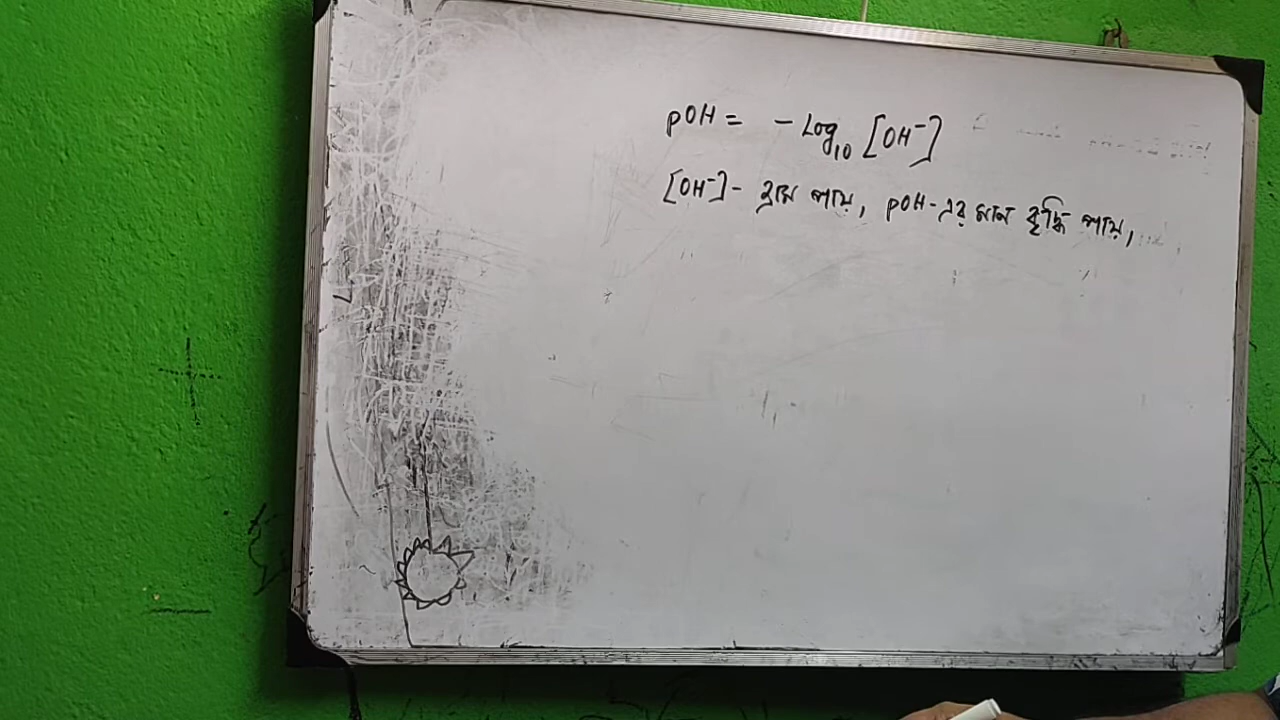 pOH = - Log₁₀ [OH⁻]
[OH⁻]- হ্রাস পায়, pOH-এর মান বৃদ্ধি পায়,